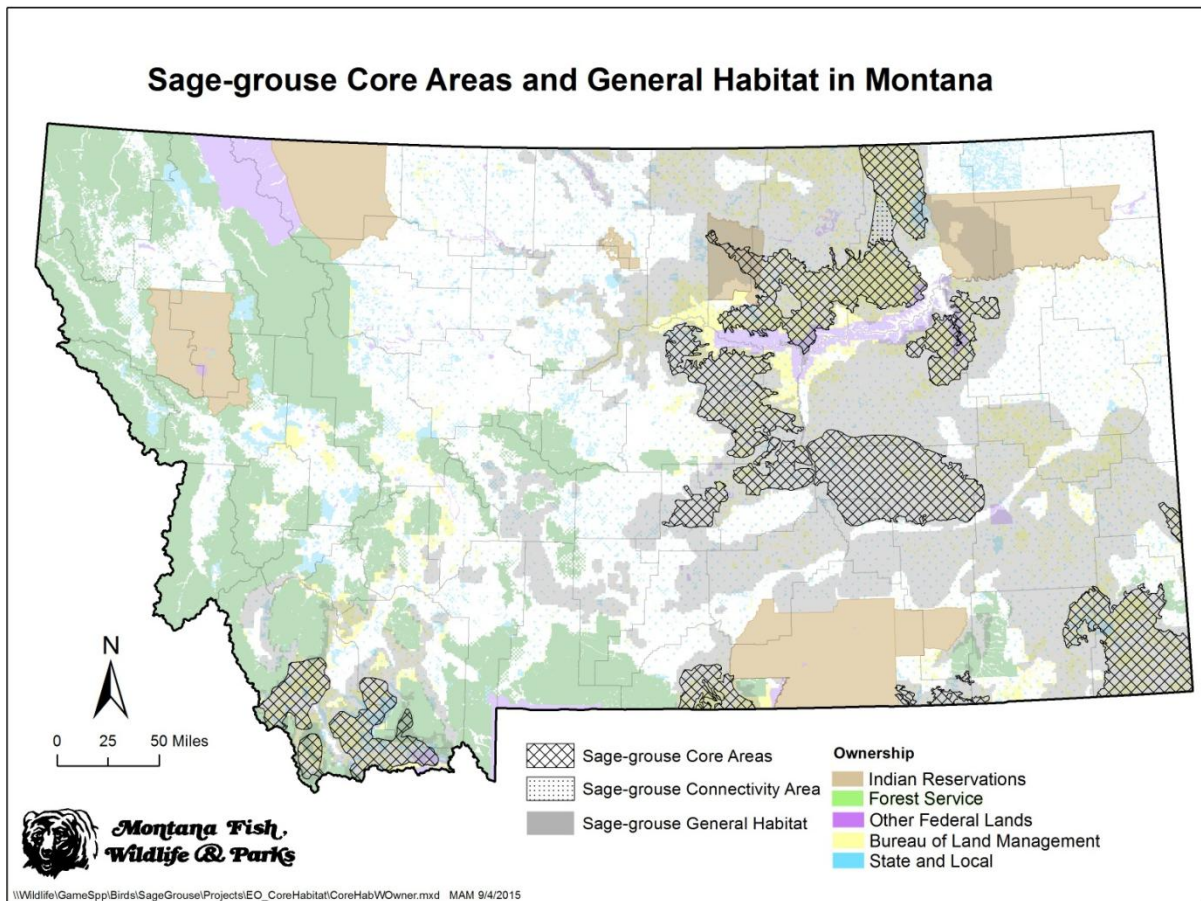 Sage-grouse Core Areas and General Habitat in Montana
N
0 25 50 Miles
Montana Fish,
Wildlife & Parks
Sage-grouse Core Areas
Sage-grouse Connectivity Area
Sage-grouse General Habitat
Ownership
Indian Reservations
Forest Service
Other Federal Lands
Bureau of Land Management
State and Local
\\Wildlife\GameSpp\Birds\SageGrouse\Projects\EO_CoreHabitat\CoreHabWOwner.mxd MAM 9/4/2015